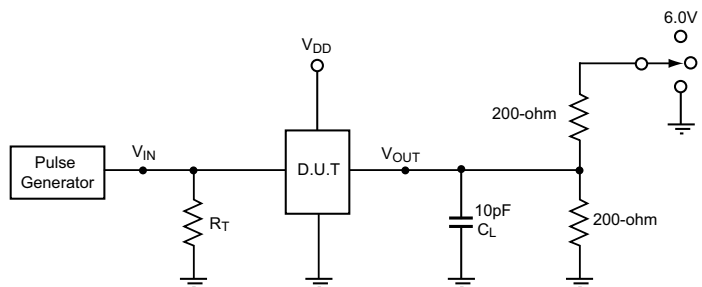 6.0V
VDD
200-ohm
Pulse
Generator
VIN
D.U.T
VOUT
RT
10pF
CL
200-ohm